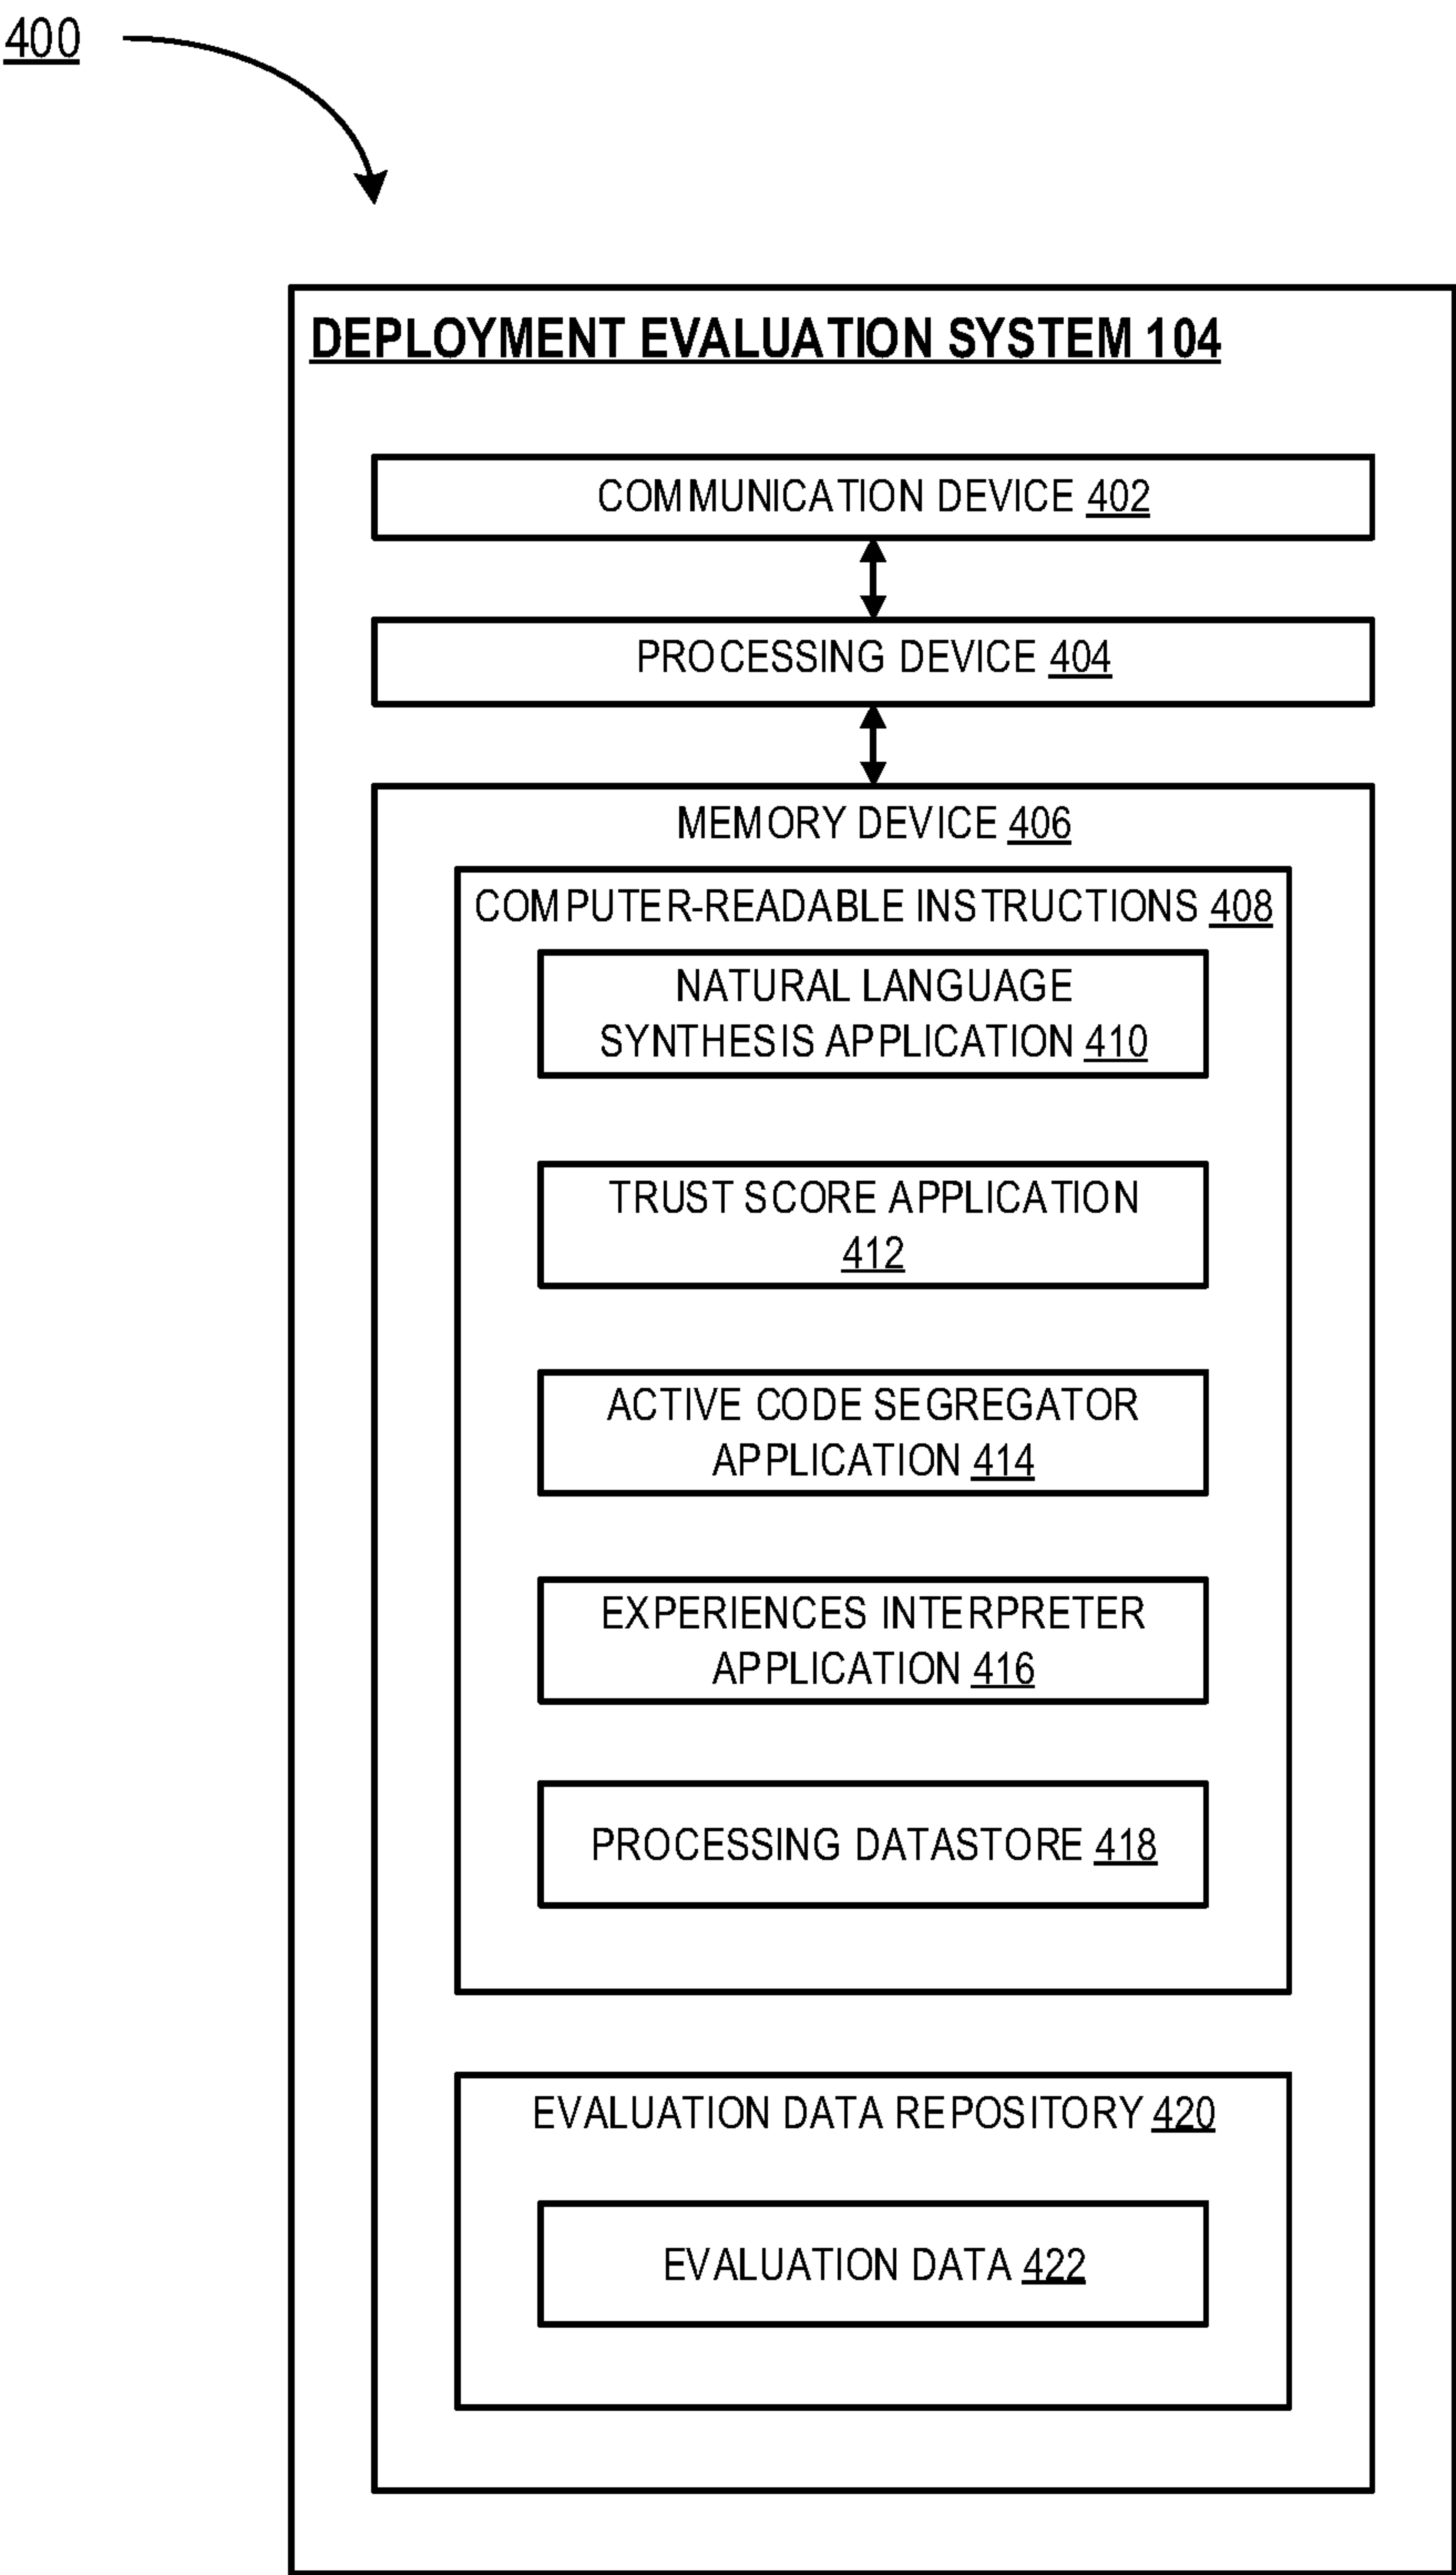 400
DEPLOYMENT EVALUATION SYSTEM 104
COMMUNICATION DEVICE 402
PROCESSING DEVICE 404
MEMORY DEVICE 406
COMPUTER-READABLE INSTRUCTIONS 408
NATURAL LANGUAGE
SYNTHESIS APPLICATION 410
TRUST SCORE APPLICATION
412
ACTIVE CODE SEGREGATOR
APPLICATION 414
EXPERIENCES INTERPRETER
APPLICATION 416
PROCESSING DATASTORE 418
EVALUATION DATA REPOSITORY 420
EVALUATION DATA 422